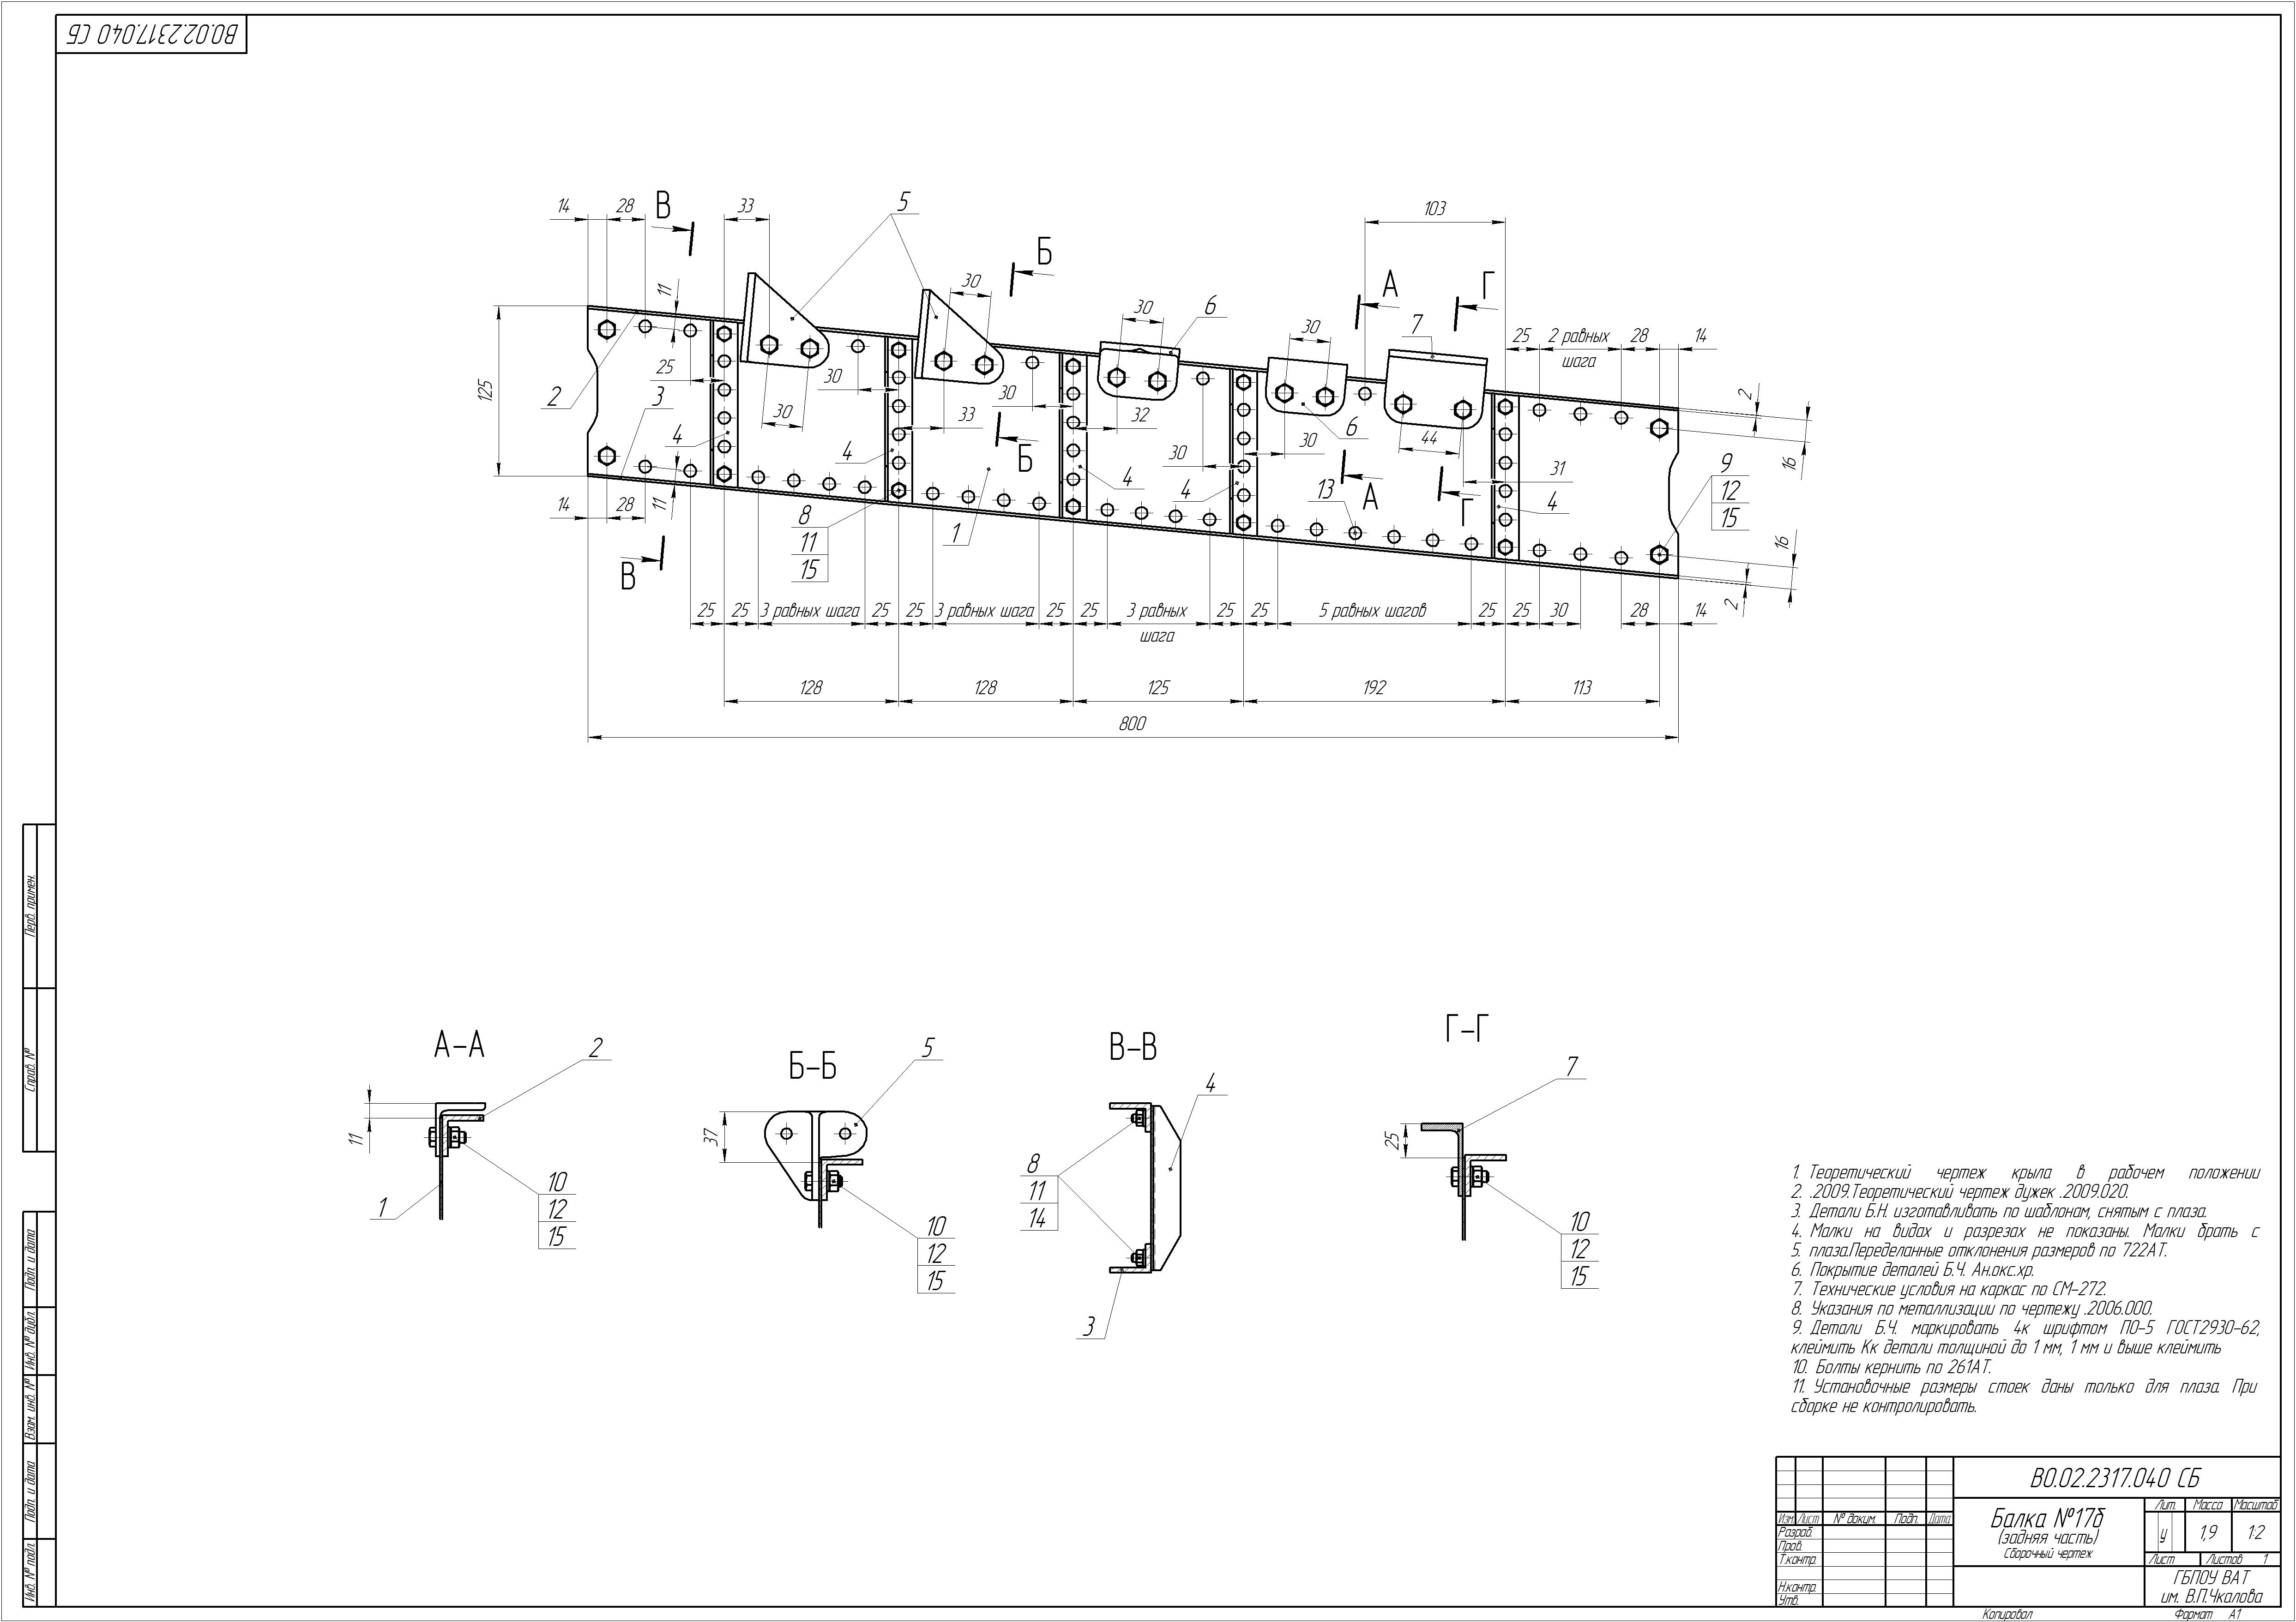 ВО.02.2317.040 СБ
14
28
В
33
5
Б
30
103
А
Г
11
30
6
30
7
25
2 равных
шага
28
14
2
125
2
3
25
30
30
4
30
4
33
Б
30
32
4
30
4
30
6
44
31
4
16
9
12
15
14
28
11
13
А
Г
16
8
11
15
1
В
2
25
25
3 равных шага
25
25
3 равных шага
25
25
3 равных
шага
25
25
5 равных шагов
25
25
30
28
14
128
128
125
192
113
800
А–А
2
11
1
10
12
15
Б–Б
5
37
10
12
15
В–В
4
8
11
14
3
Г–Г
7
25
10
12
15
1. Теоретический чертеж крыла в рабочем положении
2. .2009.Теоретический чертеж дужек .2009.020.
3. Детали Б.Н. изготавливать по шаблонам, снятым с плаза.
4. Малки на видах и разрезах не показаны. Малки брать с
5. плаза.Переделанные отклонения размеров по 722АТ.
6. Покрытие деталей Б.Ч. Ан.окс.хр.
7. Технические условия на каркас по СМ-272.
8. Указания по металлизации по чертежу .2006.000.
9. Детали Б.Ч. маркировать 4к шрифтом ПО-5 ГОСТ2930-62,
клеймить Кк детали толщиной до 1 мм, 1 мм и выше клеймить
10. Болты кернить по 261АТ.
11. Установочные размеры стоек даны только для плаза. При
сборке не контролировать.
Перв. примен.
Справ. №
Подп. и дата
Инв. № дубл.
Взам. инв. №
Подп. и дата
Инв. № подл.
ВО.02.2317.040 СБ
Изм. Лист № докум. Подп. Дата
Разраб.
Пров.
Т.контр.
Н.контр.
Утв.
Балка №17б
(задняя часть)
Сборочный чертеж
Лит. Масса Масштаб
у 1,9 1:2
Лист Листов 1
ГБПОУ ВАТ
им. В.П.Чкалова
Копировал Формат А1